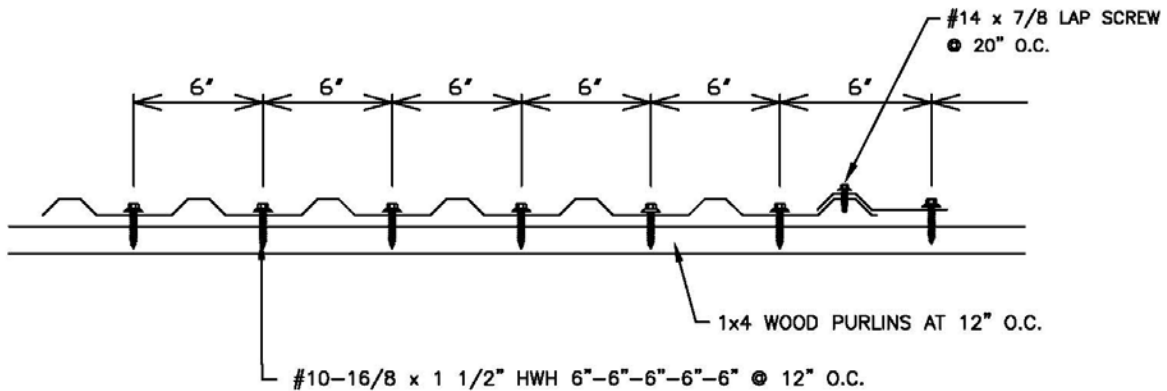 #14 x 7/8 LAP SCREW
@ 20" O.C.
6" 6" 6" 6" 6" 6"
1x4 WOOD PURLINS AT 12" O.C.
#10-16/8 x 1 1/2" HWH 6"-6"-6"-6"-6" @ 12" O.C.